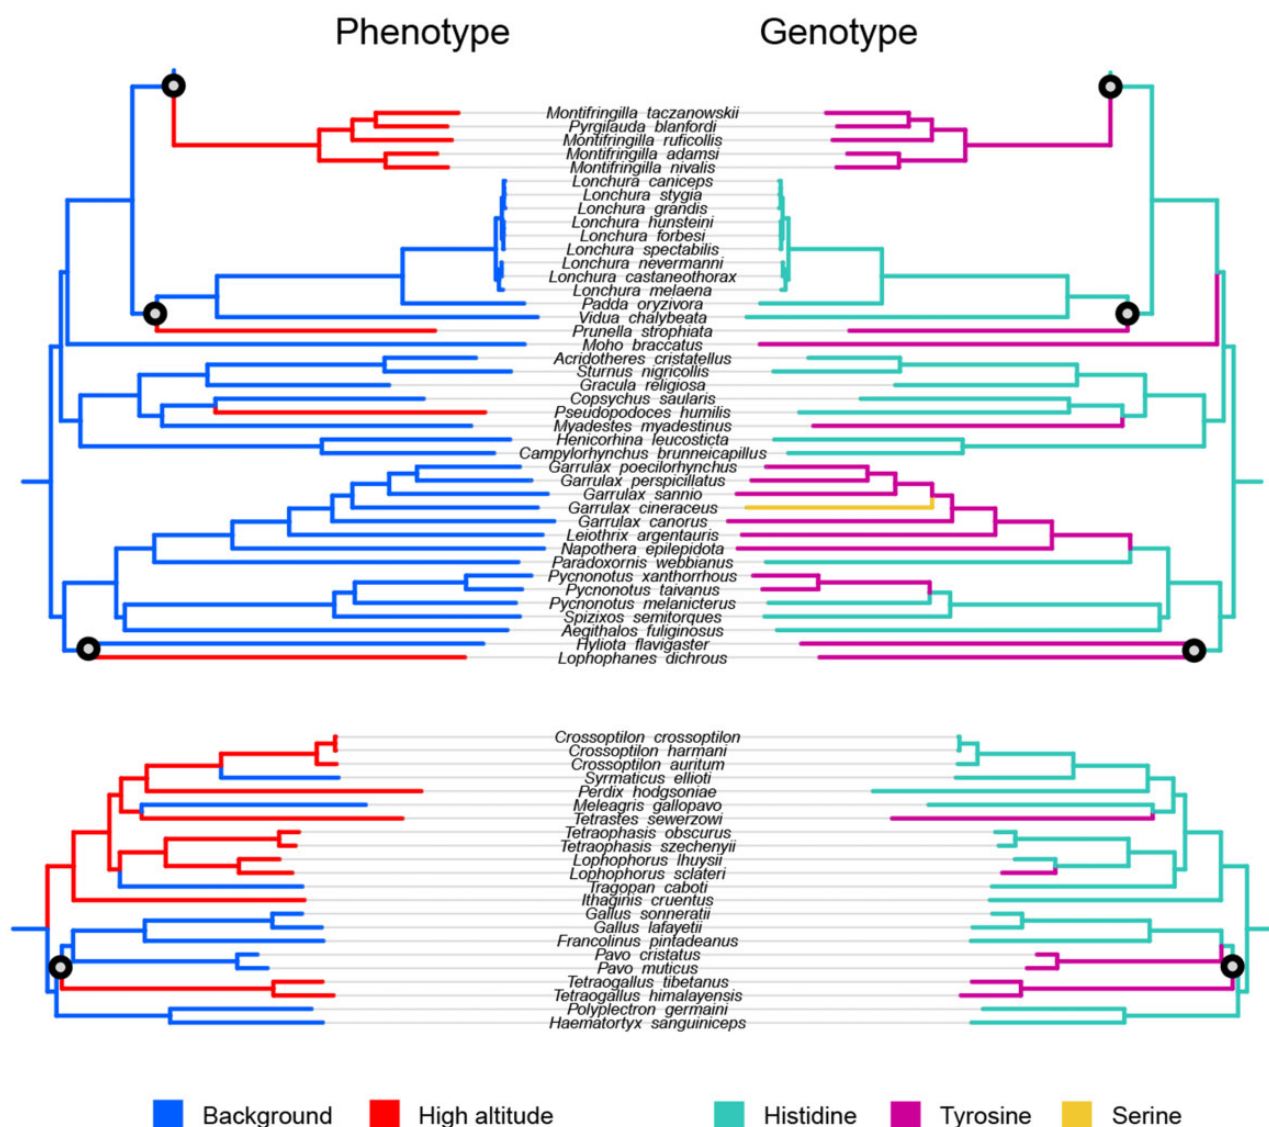 Phenotype Genotype
Montifringilla taczanowskii
Pyrgilauda blanfordi
Montifringilla ruficollis
Montifringilla adamsi
Montifringilla nivalis
Lonchura caniceps
Lonchura stygia
Lonchura grandis
Lonchura hunsteini
Lonchura forbesi
Lonchura spectabilis
Lonchura nevermanni
Lonchura castaneothorax
Lonchura melaena
Padda oryzivora
Vidua chalybeata
Prunella strophiata
Moho braccatus
Acridotheres cristatellus
Sturnus nigricollis
Gracula religiosa
Copsychus saularis
Pseudopodoces humilis
Myadestes myadestinus
Henicorhina leucosticta
Campylorhynchus brunneicapillus
Garrulax poecilorhynchus
Garrulax perspicillatus
Garrulax sannio
Garrulax cineraceus
Garrulax canorus
Leiothrix argentauris
Napothera epilepidota
Paradoxornis webbianus
Pycnonotus xanthorrhous
Pycnonotus taivanus
Pycnonotus melanicterus
Spizixos semitorques
Aegithalos fuliginosus
Hyliota flavigaster
Lophophanes dichrous
Crossoptilon crossoptilon
Crossoptilon harmani
Crossoptilon auritum
Syrmaticus ellioti
Perdix hodgsoniae
Meleagris gallopavo
Tetrastes sewerzowi
Tetraophasis obscurus
Tetraophasis szechenyii
Lophophorus lhuysii
Lophophorus sclateri
Tragopan caboti
Ithaginis cruentus
Gallus sonneratii
Gallus lafayetii
Francolinus pintadeanus
Pavo cristatus
Pavo muticus
Tetraogallus tibetanus
Tetraogallus himalayensis
Polyplectron germaini
Haematortyx sanguiniceps
Background High altitude Histidine Tyrosine Serine